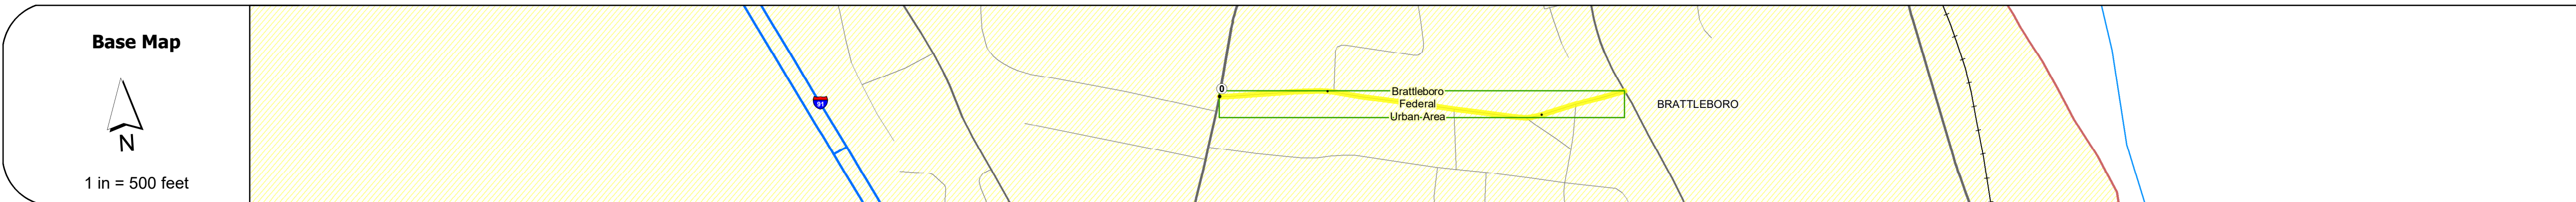 Base Map
N
1 in = 500 feet
91
0
Brattleboro
Federal
Urban-Area
BRATTLEBORO